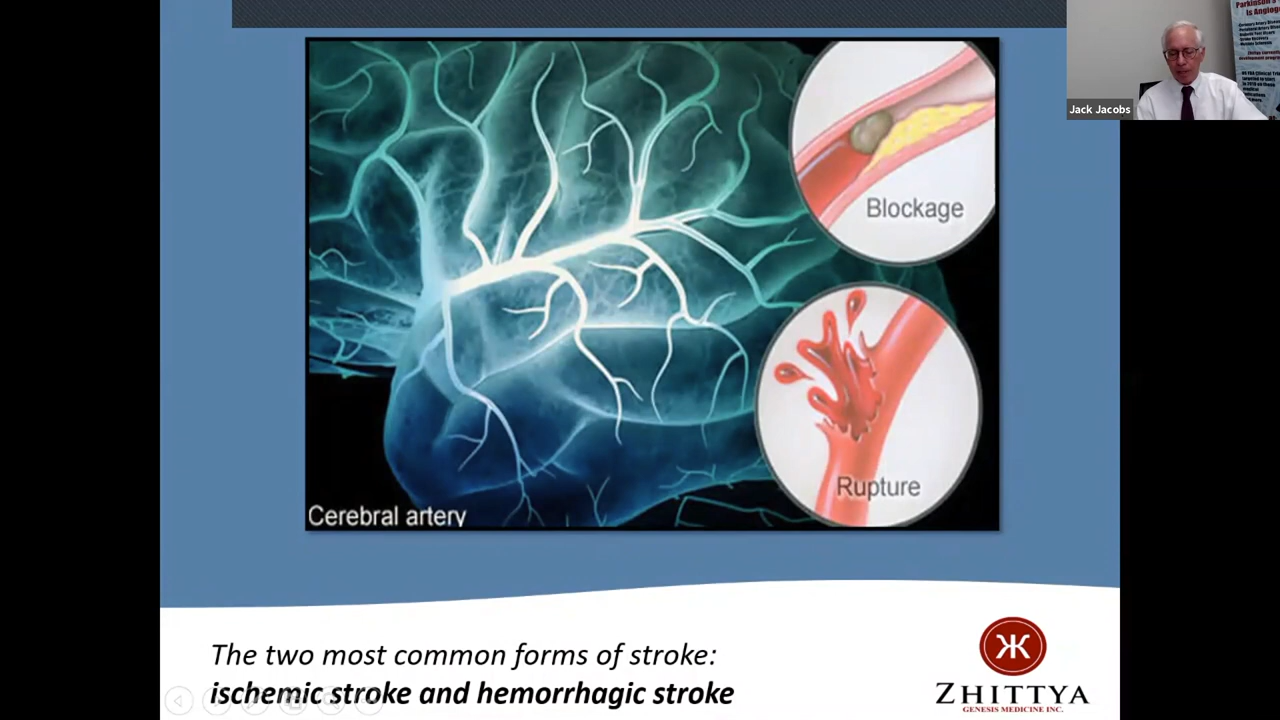 Parkinson's
Jack Jacobs
Blockage
Rupture
Cerebral artery
The two most common forms of stroke:
ischemic stroke and hemorrhagic stroke
ZHITTYA
GENESIS MEDICINE INC.